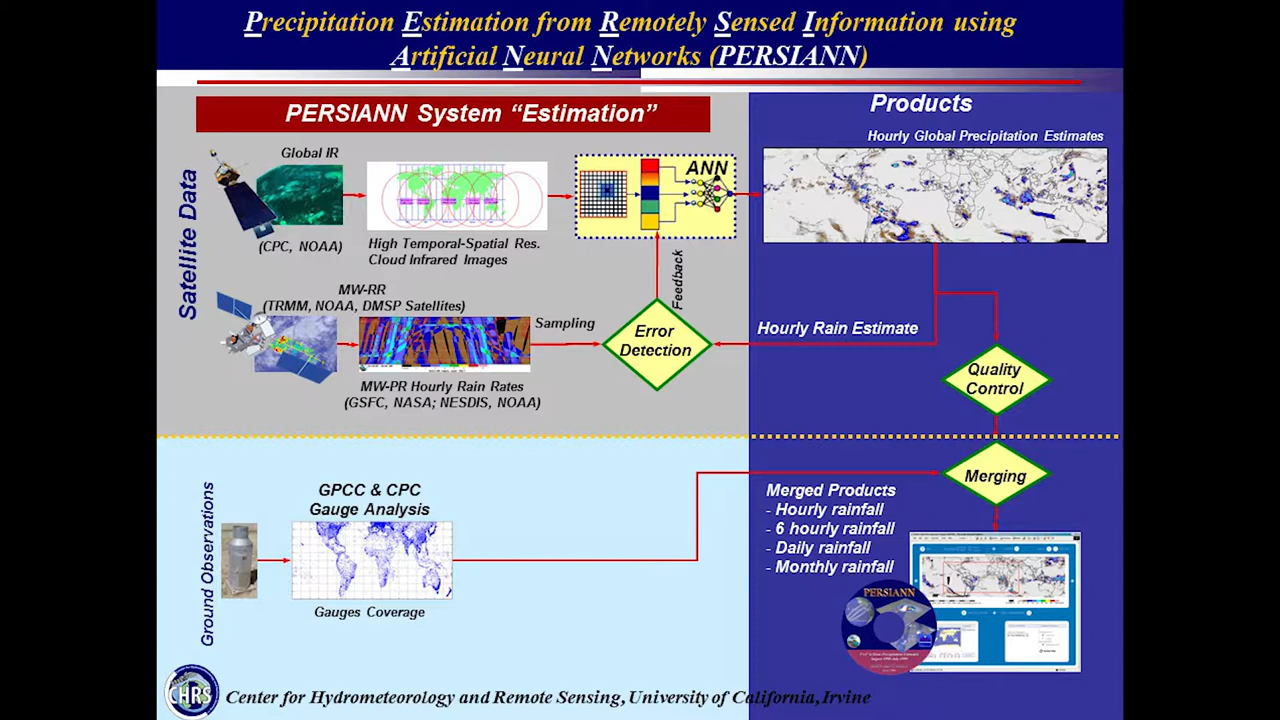 Precipitation Estimation from Remotely Sensed Information using
Artificial Neural Networks (PERSIANN)
PERSIANN System “Estimation”
Products
Hourly Global Precipitation Estimates
Satellite Data
Global IR
ANN
(CPC, NOAA)
High Temporal-Spatial Res.
Cloud Infrared Images
Feedback
MW-RR
(TRMM, NOAA, DMSP Satellites)
Sampling
Error
Detection
Hourly Rain Estimate
MW-PR Hourly Rain Rates
(GSFC, NASA; NESDIS, NOAA)
Quality
Control
Ground Observations
GPCC & CPC
Gauge Analysis
Gauges Coverage
Merging
Merged Products
- Hourly rainfall
- 6 hourly rainfall
- Daily rainfall
- Monthly rainfall
PERSIANN
CHRS
Center for Hydrometeorology and Remote Sensing, University of California, Irvine